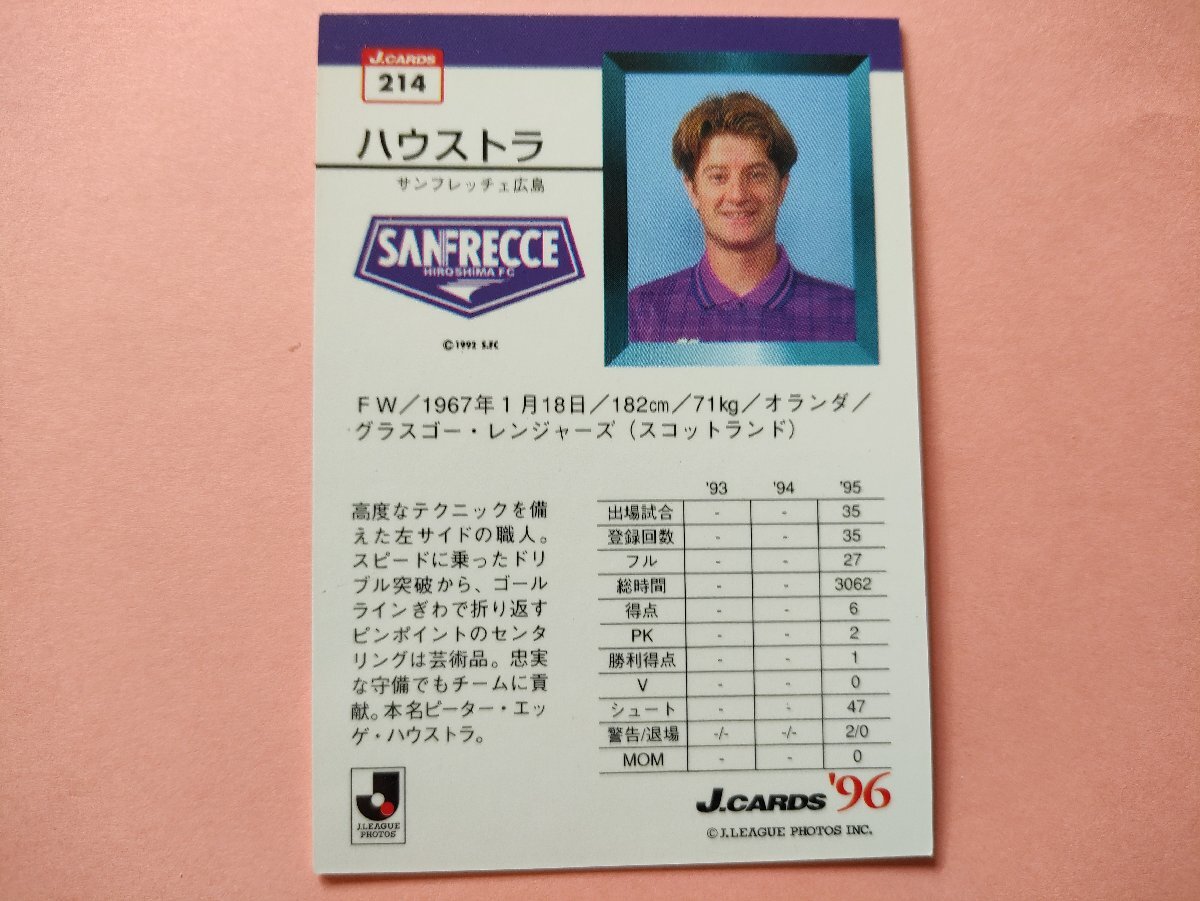 J.CARDS
214
ハウストラ
サンフレッチェ広島
SANFRECCE
HIROSHIMA FC
©1992 S.FC
FW／1967年1月18日／182㎝／71kg／オランダ／
グラスゴー・レンジャーズ（スコットランド）
高度なテクニックを備
えた左サイドの職人。
スピードに乗ったドリ
ブル突破から、ゴール
ラインぎわで折り返す
ピンポイントのセンタ
リングは芸術品。忠実
な守備でもチームに貢
献。本名ピーター・エッ
ゲ・ハウストラ。
'93 '94 '95
出場試合 - - 35
登録回数 - - 35
フル - - 27
総時間 - - 3062
得点 - - 6
PK - - 2
勝利得点 - - 1
V - - 0
シュート - - 47
警告/退場 -/- -/- 2/0
MOM - - 0
J.LEAGUE
PHOTOS
J.CARDS '96
©J.LEAGUE PHOTOS INC.